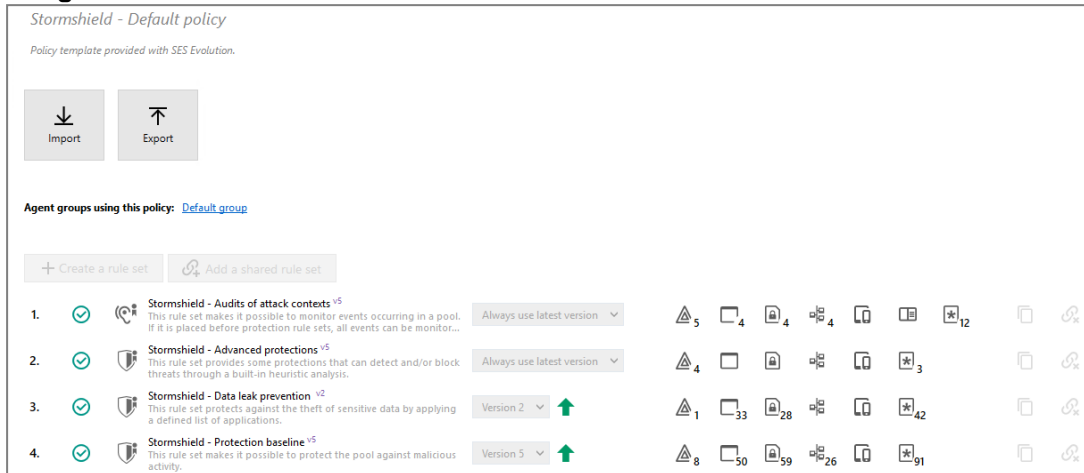 Stormshield - Default policy
Policy template provided with SES Evolution.
Import
Export
Agent groups using this policy: Default group
Create a rule set
Add a shared rule set
1. Stormshield - Audits of attack contexts v5
This rule set makes it possible to monitor events occurring in a pool.
If it is placed before protection rule sets, all events can be monitor...
Always use latest version
5 4 4 4 12
2. Stormshield - Advanced protections v5
This rule set provides some protections that can detect and/or block
threats through a built-in heuristic analysis.
Always use latest version
4 3
3. Stormshield - Data leak prevention v2
This rule set protects against the theft of sensitive data by applying
a defined list of applications.
Version 2
1 33 28 42
4. Stormshield - Protection baseline v5
This rule set makes it possible to protect the pool against malicious
activity.
Version 5
8 50 59 26 91